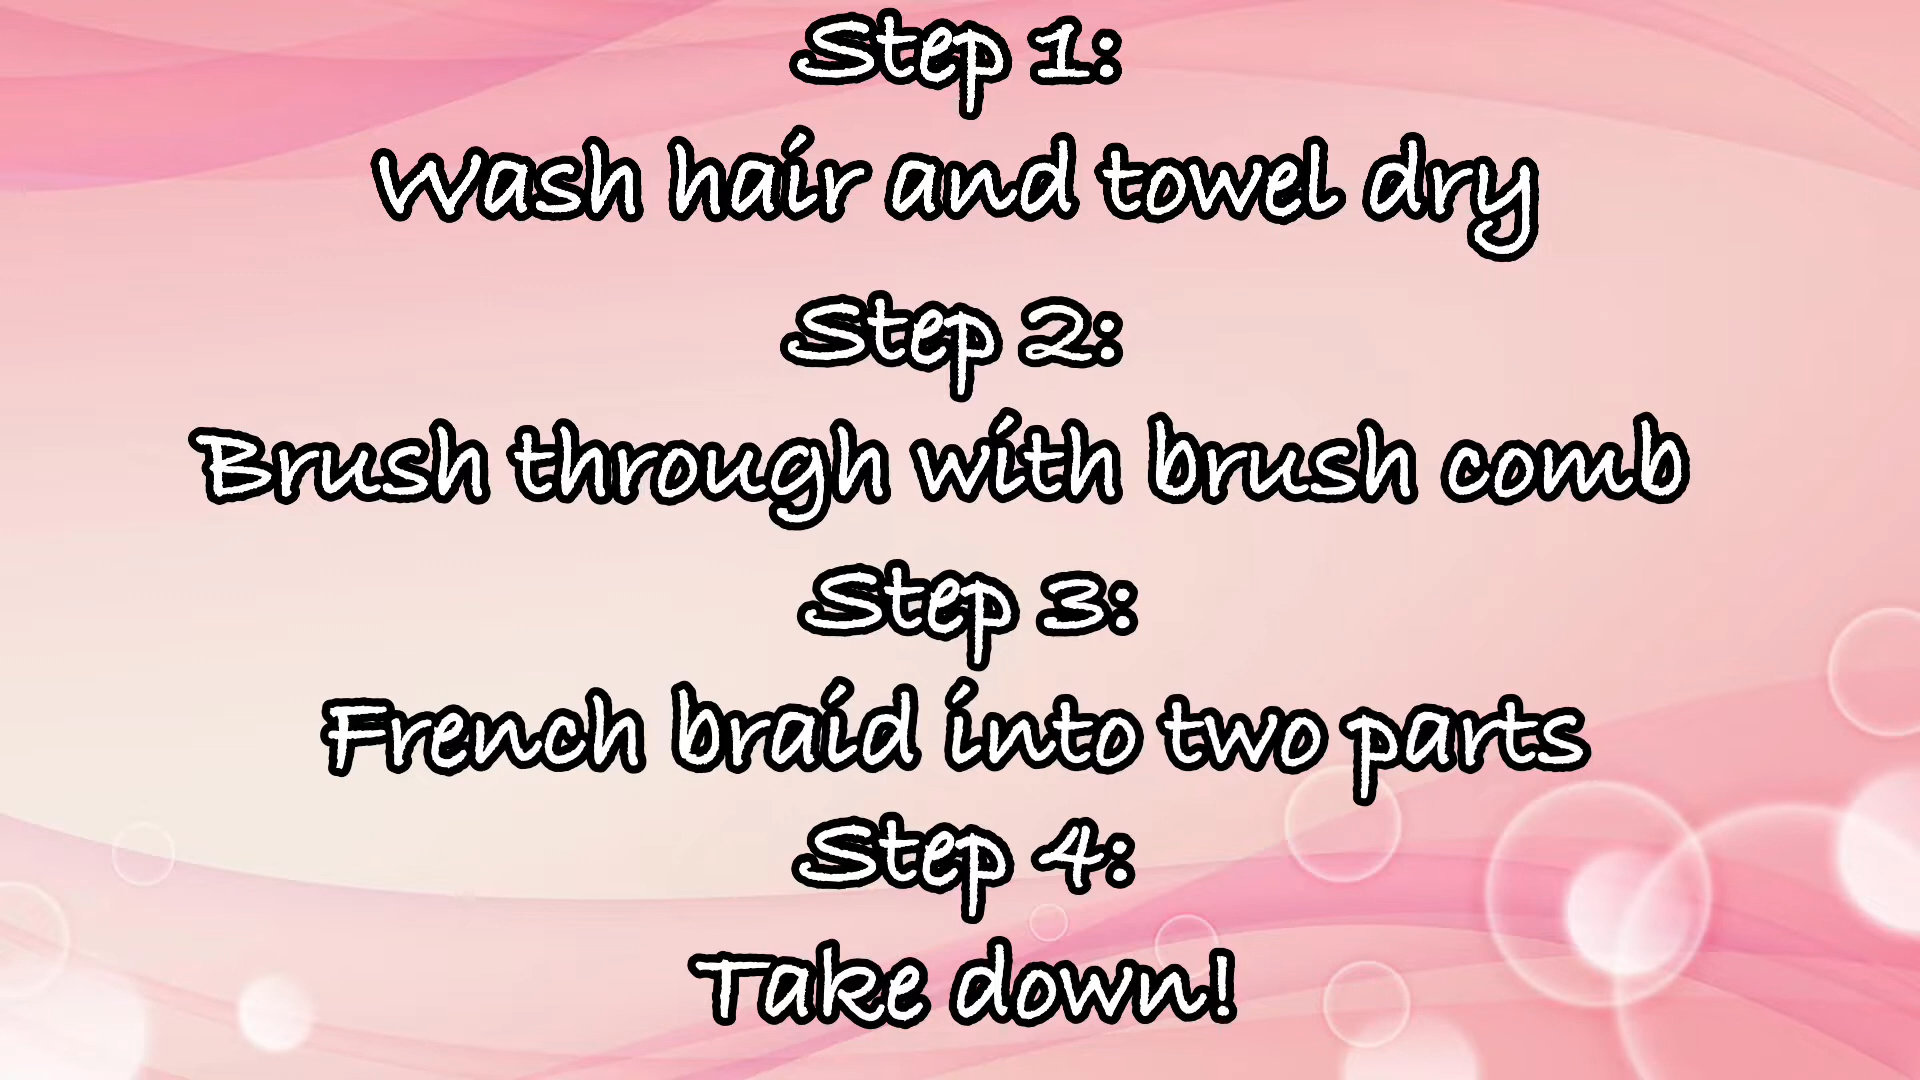 Step 1:
Wash hair and towel dry
Step 2:
Brush through with brush comb
Step 3:
French braid into two parts
Step 4:
Take down!